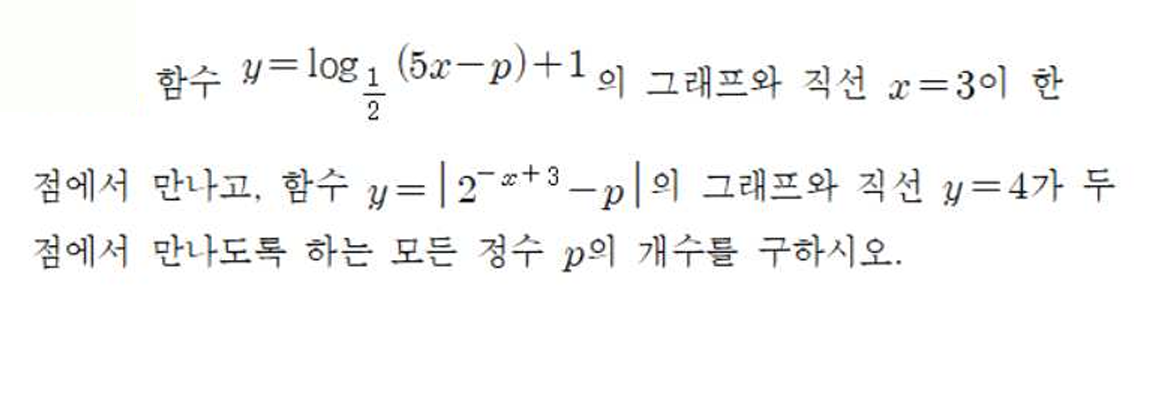 함수 y=log_{1/2}(5x-p)+1의 그래프와 직선 x=3이 한
점에서 만나고, 함수 y=|2^{-x+3}-p|의 그래프와 직선 y=4가 두
점에서 만나도록 하는 모든 정수 p의 개수를 구하시오.